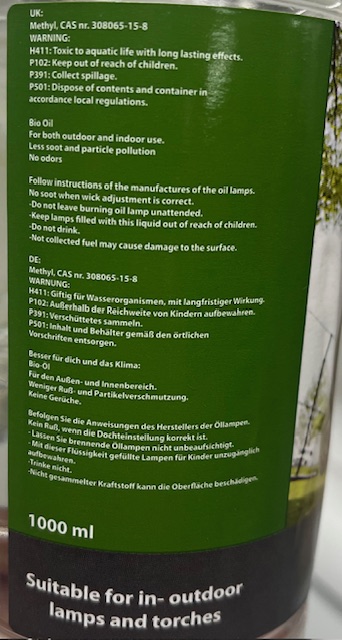 UK:
Methyl, CAS nr. 308065-15-8
WARNING:
H411: Toxic to aquatic life with long lasting effects.
P102: Keep out of reach of children.
P391: Collect spillage.
P501: Dispose of contents and container in
accordance local regulations.
Bio Oil
For both outdoor and indoor use.
Less soot and particle pollution
No odors
Follow instructions of the manufactures of the oil lamps.
No soot when wick adjustment is correct.
-Do not leave burning oil lamp unattended.
-Keep lamps filled with this liquid out of reach of children.
-Do not drink.
-Not collected fuel may cause damage to the surface.
DE:
Methyl, CAS nr. 308065-15-8
WARNUNG:
H411: Giftig für Wasserorganismen, mit langfristiger Wirkung.
P102: Außerhalb der Reichweite von Kindern aufbewahren.
P391: Verschüttetes sammeln.
P501: Inhalt und Behälter gemäß den örtlichen
Vorschriften entsorgen.
Besser für dich und das Klima:
Bio-Öl
Für den Außen- und Innenbereich.
Weniger Ruß- und Partikelverschmutzung.
Keine Gerüche.
Befolgen Sie die Anweisungen des Herstellers der Öllampen.
Kein Ruß, wenn die Dochteinstellung korrekt ist.
- Lassen Sie brennende Öllampen nicht unbeaufsichtigt.
- Mit dieser Flüssigkeit gefüllte Lampen für Kinder unzugänglich
aufbewahren.
-Trinke nicht.
-Nicht gesammelter Kraftstoff kann die Oberfläche beschädigen.
1000 ml
Suitable for in- outdoor
lamps and torches